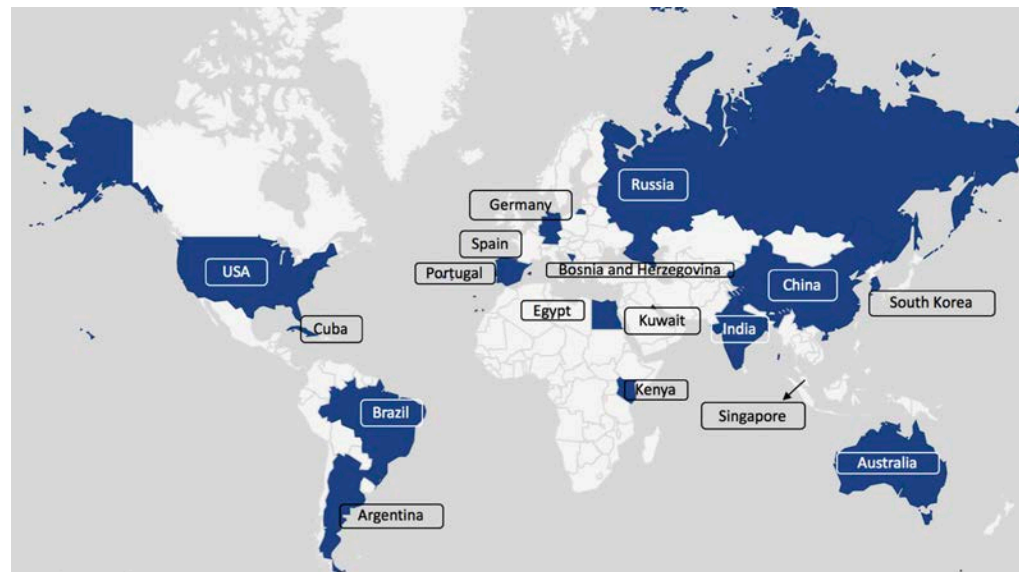 Russia
Germany
Spain
Portugal
Bosnia and Herzegovina
USA
China
South Korea
Egypt
Kuwait
India
Cuba
Kenya
Singapore
Brazil
Australia
Argentina